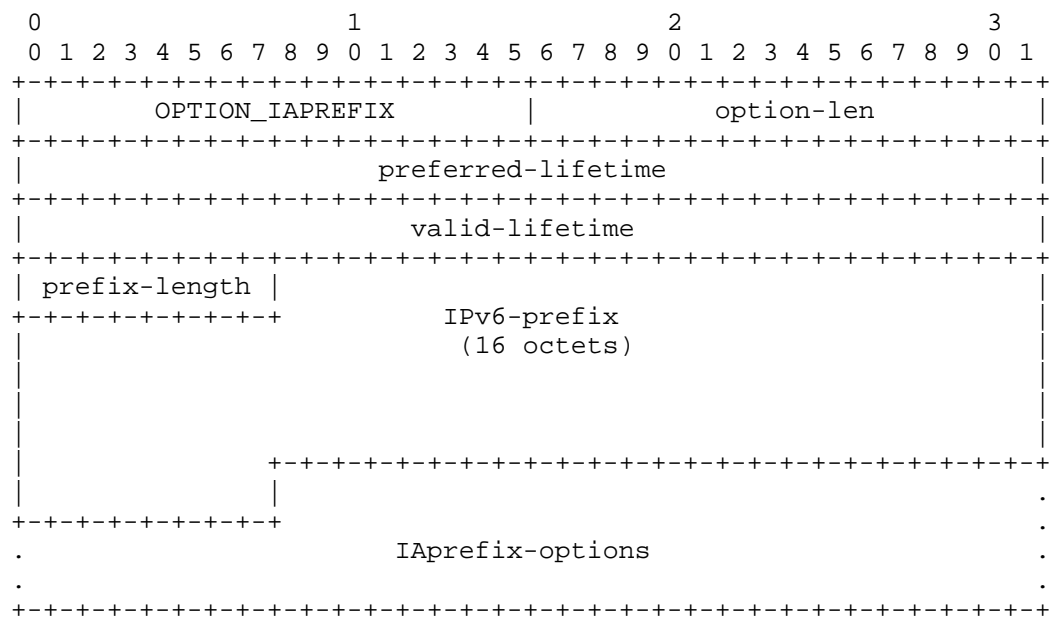 0                   1                   2                   3
 0 1 2 3 4 5 6 7 8 9 0 1 2 3 4 5 6 7 8 9 0 1 2 3 4 5 6 7 8 9 0 1
+-+-+-+-+-+-+-+-+-+-+-+-+-+-+-+-+-+-+-+-+-+-+-+-+-+-+-+-+-+-+-+-+
|        OPTION_IAPREFIX        |           option-len          |
+-+-+-+-+-+-+-+-+-+-+-+-+-+-+-+-+-+-+-+-+-+-+-+-+-+-+-+-+-+-+-+-+
|                      preferred-lifetime                       |
+-+-+-+-+-+-+-+-+-+-+-+-+-+-+-+-+-+-+-+-+-+-+-+-+-+-+-+-+-+-+-+-+
|                        valid-lifetime                         |
+-+-+-+-+-+-+-+-+-+-+-+-+-+-+-+-+-+-+-+-+-+-+-+-+-+-+-+-+-+-+-+-+
| prefix-length |                                               |
+-+-+-+-+-+-+-+-+          IPv6-prefix                          |
|                           (16 octets)                         |
|                                                               |
|                                                               |
|                                                               |
|               +-+-+-+-+-+-+-+-+-+-+-+-+-+-+-+-+-+-+-+-+-+-+-+-+
|               |                                               .
+-+-+-+-+-+-+-+-+                                               .
.                       IAprefix-options                        .
.                                                               .
+-+-+-+-+-+-+-+-+-+-+-+-+-+-+-+-+-+-+-+-+-+-+-+-+-+-+-+-+-+-+-+-+